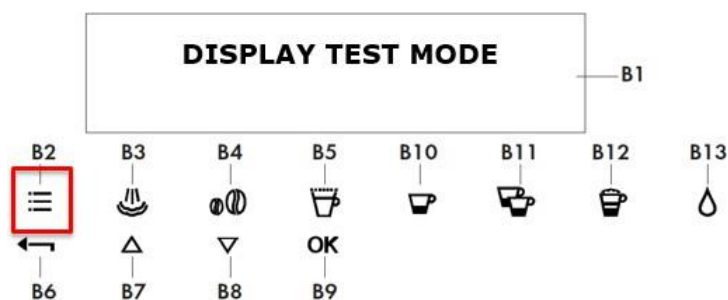 DISPLAY TEST MODE
B1
B2 B3 B4 B5 B10 B11 B12 B13
OK
B6 B7 B8 B9